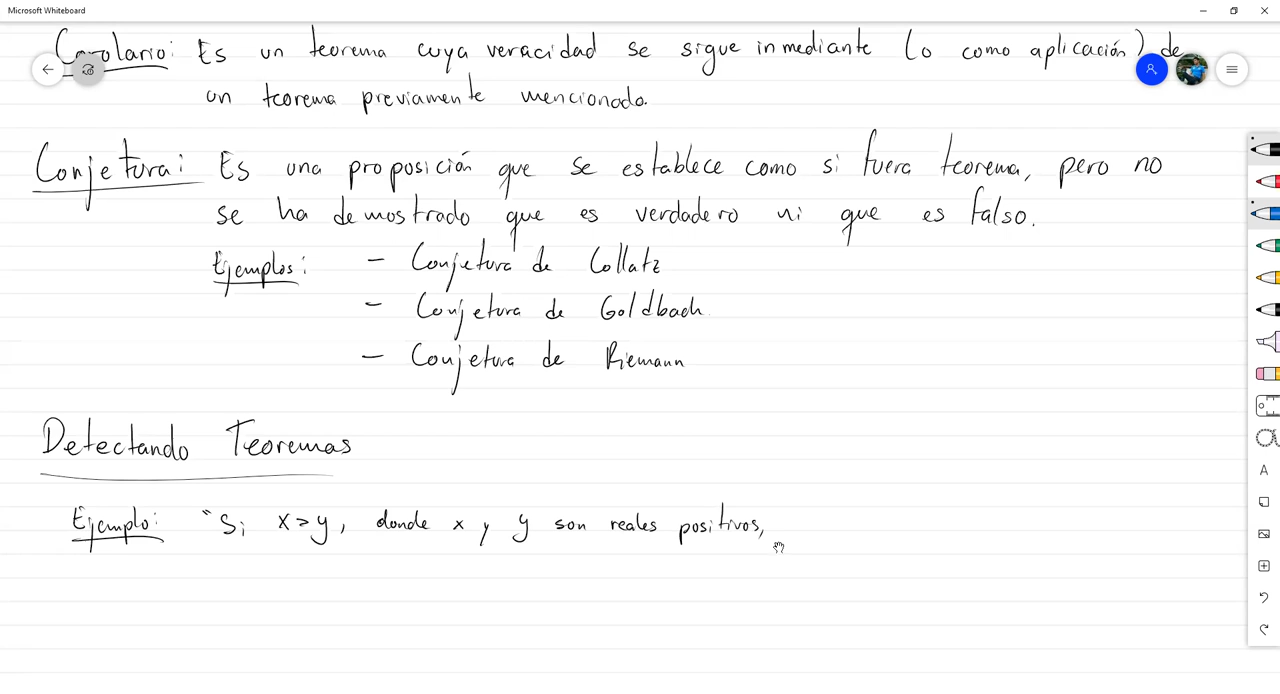 Microsoft Whiteboard
Corolario: Es un teorema cuya veracidad se sigue inmediante (o como aplicación) de
un teorema previamente mencionado.
Conjetura: Es una proposición que se establece como si fuera teorema, pero no
se ha demostrado que es verdadero ni que es falso.
Ejemplos: - Conjetura de Collatz
- Conjetura de Goldbach.
- Conjetura de Riemann
Detectando Teoremas
Ejemplo: "Si x>y, donde x y y son reales positivos,